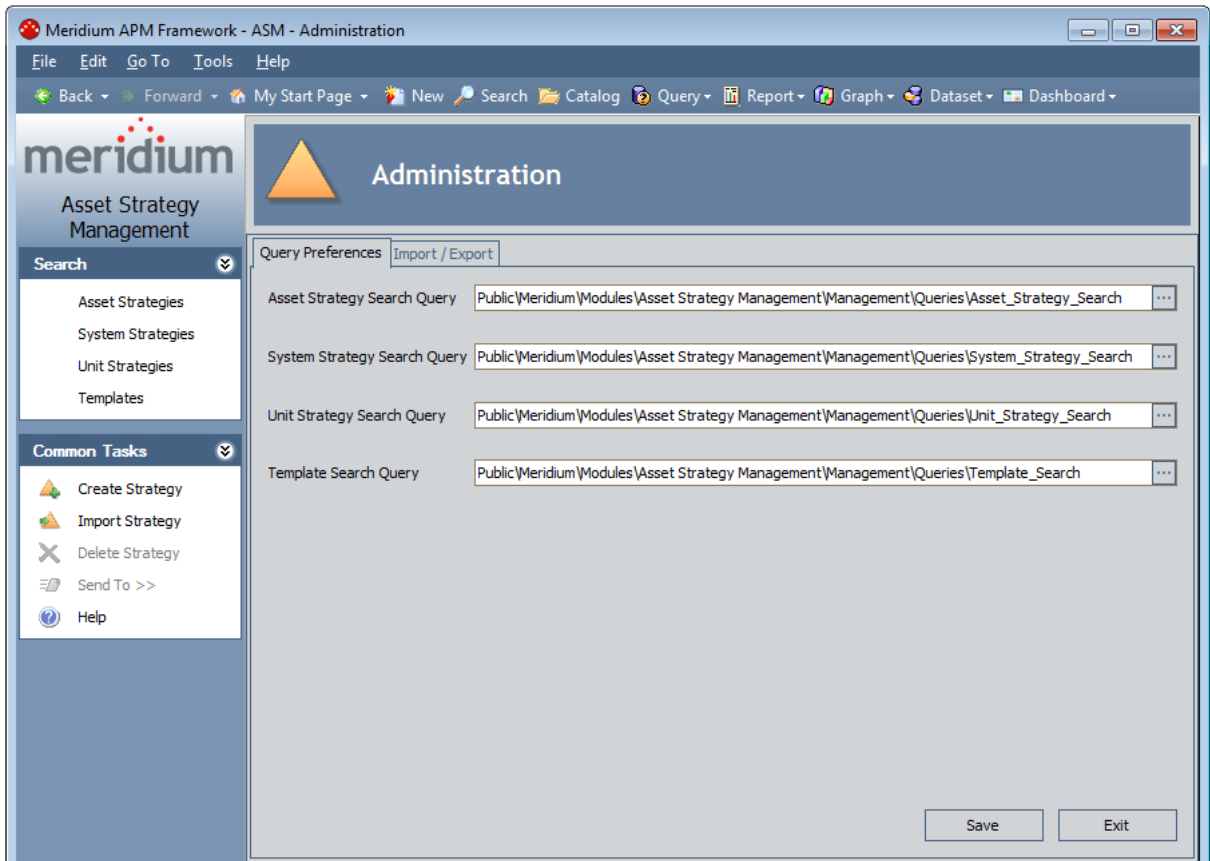 Meridium APM Framework - ASM - Administration
File Edit Go To Tools Help
Back Forward My Start Page New Search Catalog Query Report Graph Dataset Dashboard
meridium
Asset Strategy
Management
Search
Asset Strategies
System Strategies
Unit Strategies
Templates
Common Tasks
Create Strategy
Import Strategy
Delete Strategy
Send To >>
Help
Administration
Query Preferences Import / Export
Asset Strategy Search Query Public\Meridium\Modules\Asset Strategy Management\Management\Queries\Asset_Strategy_Search ...
System Strategy Search Query Public\Meridium\Modules\Asset Strategy Management\Management\Queries\System_Strategy_Search ...
Unit Strategy Search Query Public\Meridium\Modules\Asset Strategy Management\Management\Queries\Unit_Strategy_Search ...
Template Search Query Public\Meridium\Modules\Asset Strategy Management\Management\Queries\Template_Search ...
Save Exit